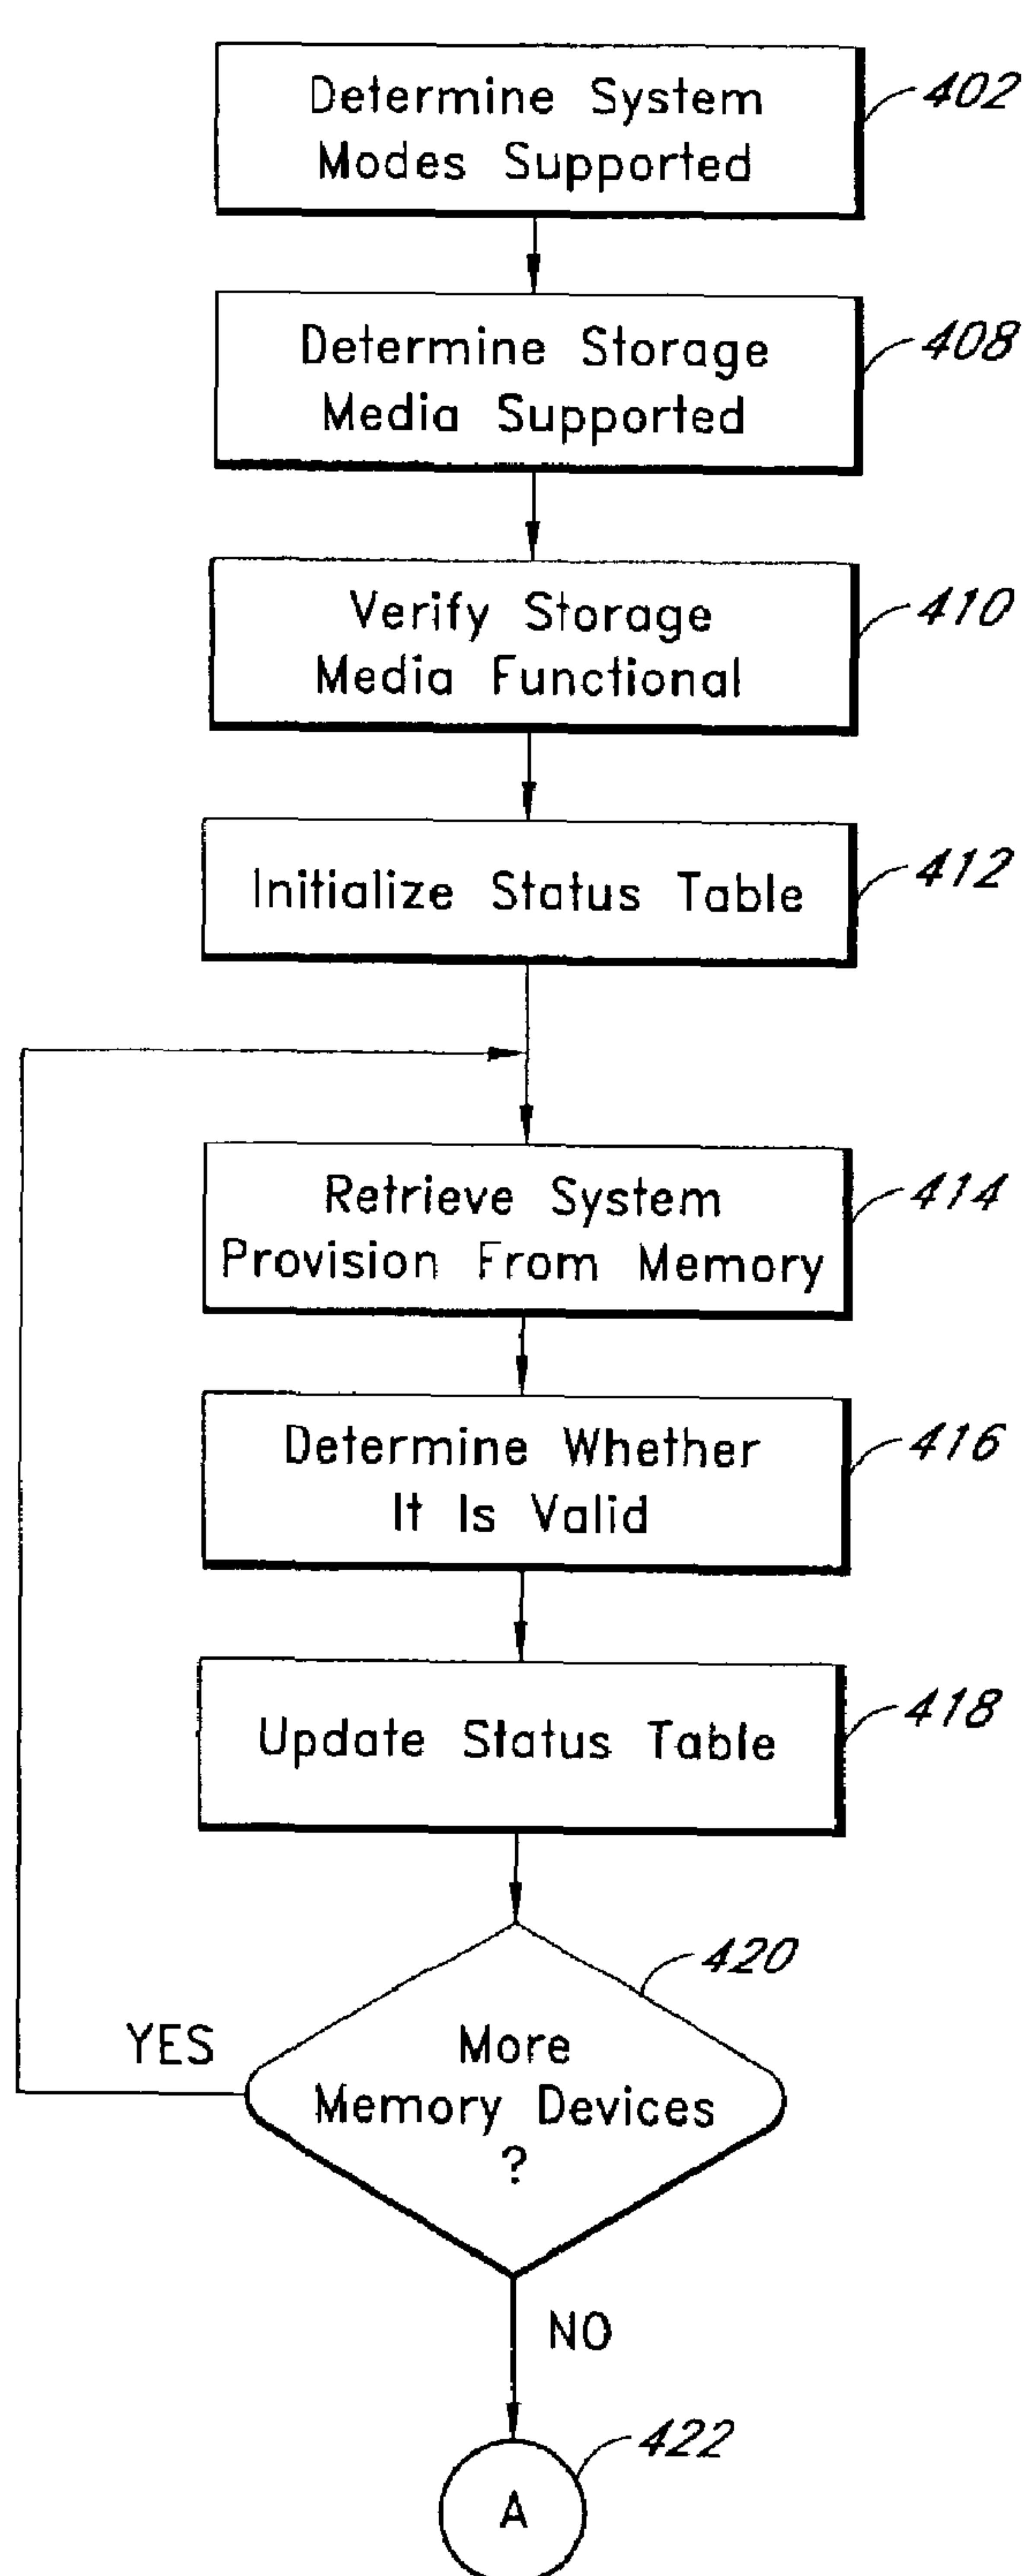 Determine System
Modes Supported
402
Determine Storage
Media Supported
408
Verify Storage
Media Functional
410
Initialize Status Table
412
Retrieve System
Provision From Memory
414
Determine Whether
It Is Valid
416
Update Status Table
418
420
YES
More
Memory Devices
?
NO
422
A